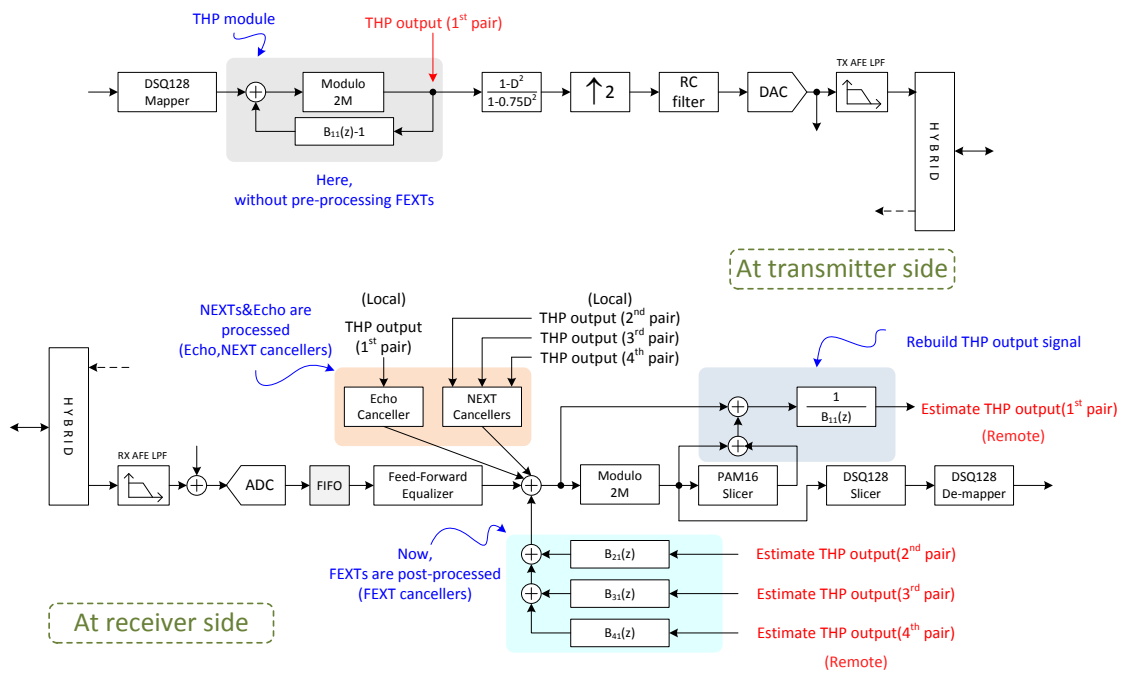 THP module
THP output (1st pair)
DSQ128
Mapper
Modulo
2M
B11(z)-1
1-D2
1-0.75D2
↑2
RC
filter
DAC
TX AFE LPF
HYBRID
Here,
without pre-processing FEXTs
At transmitter side
NEXTs&Echo are
processed
(Echo,NEXT cancellers)
(Local)
THP output
(1st pair)
(Local)
THP output (2nd pair)
THP output (3rd pair)
THP output (4th pair)
Rebuild THP output signal
HYBRID
Echo
Canceller
NEXT
Cancellers
1
B11(z)
Estimate THP output(1st pair)
(Remote)
RX AFE LPF
ADC
FIFO
Feed-Forward
Equalizer
Modulo
2M
PAM16
Slicer
DSQ128
Slicer
DSQ128
De-mapper
Now,
FEXTs are post-processed
(FEXT cancellers)
B21(z)
Estimate THP output(2nd pair)
B31(z)
Estimate THP output(3rd pair)
B41(z)
Estimate THP output(4th pair)
(Remote)
At receiver side